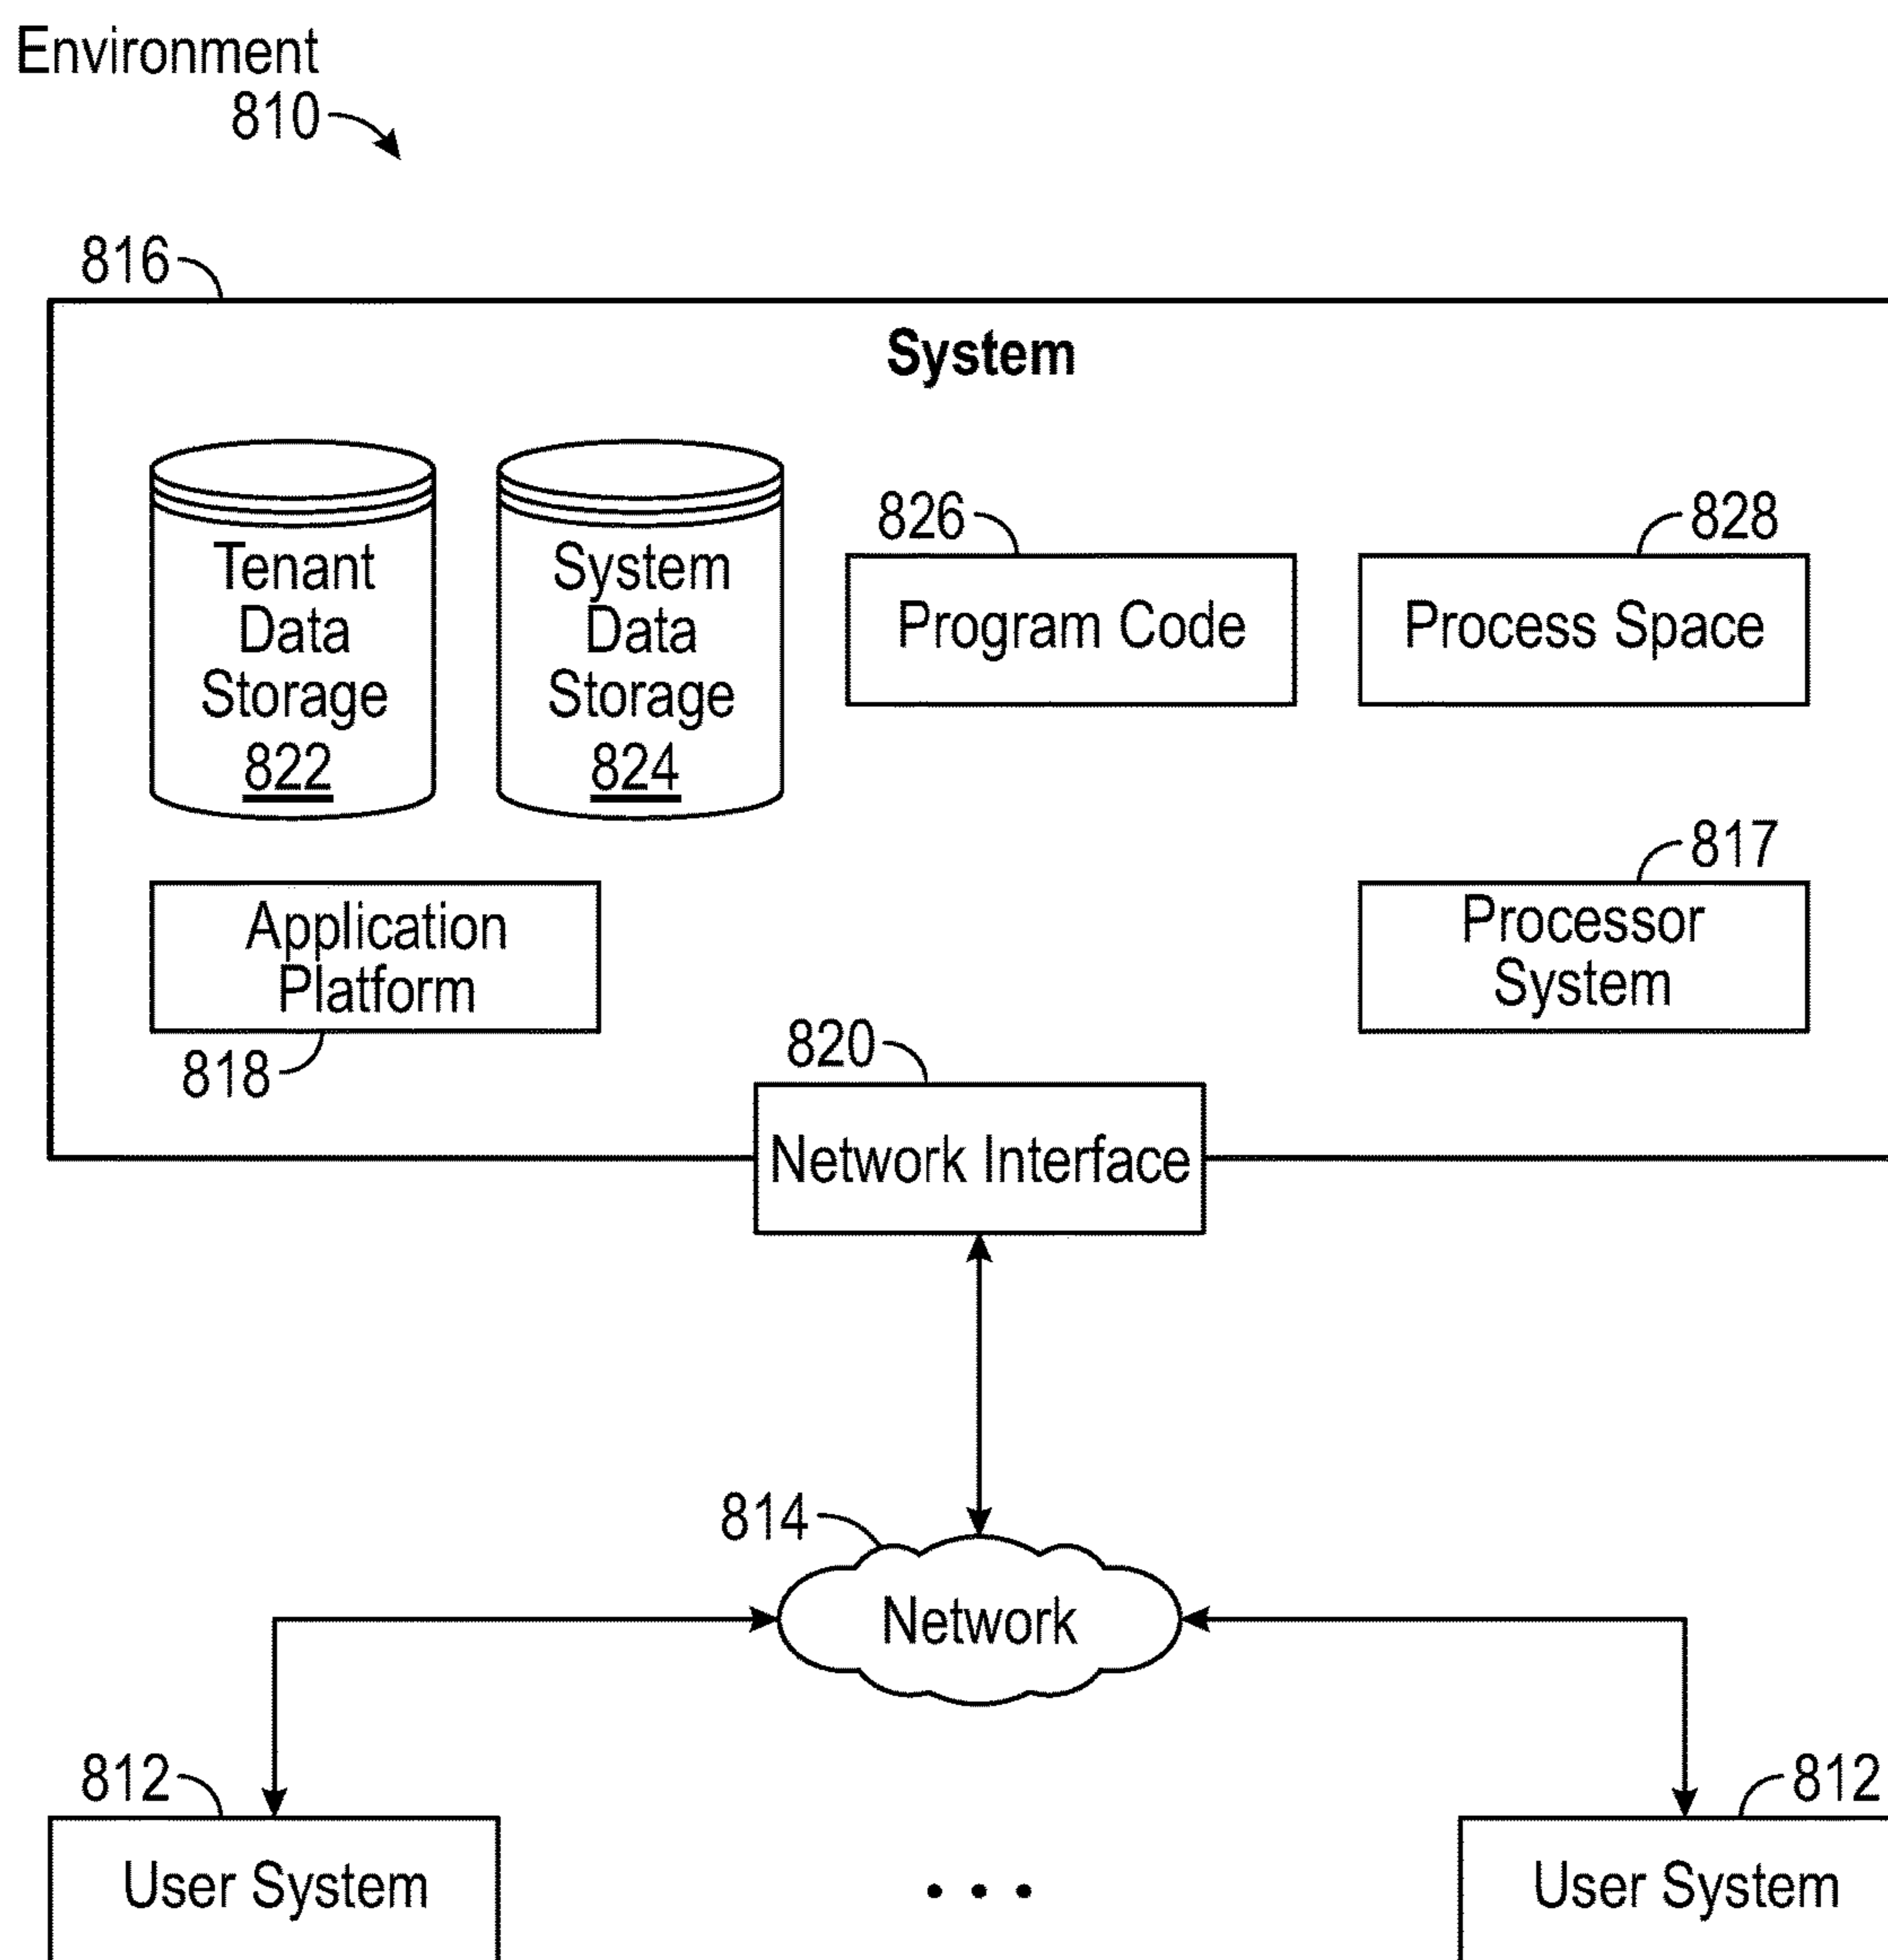 Environment
810
816
System
Tenant
Data
Storage
822
System
Data
Storage
824
826
Program Code
828
Process Space
Application
Platform
818
817
Processor
System
820
Network Interface
814
Network
812
User System
• • •
812
User System